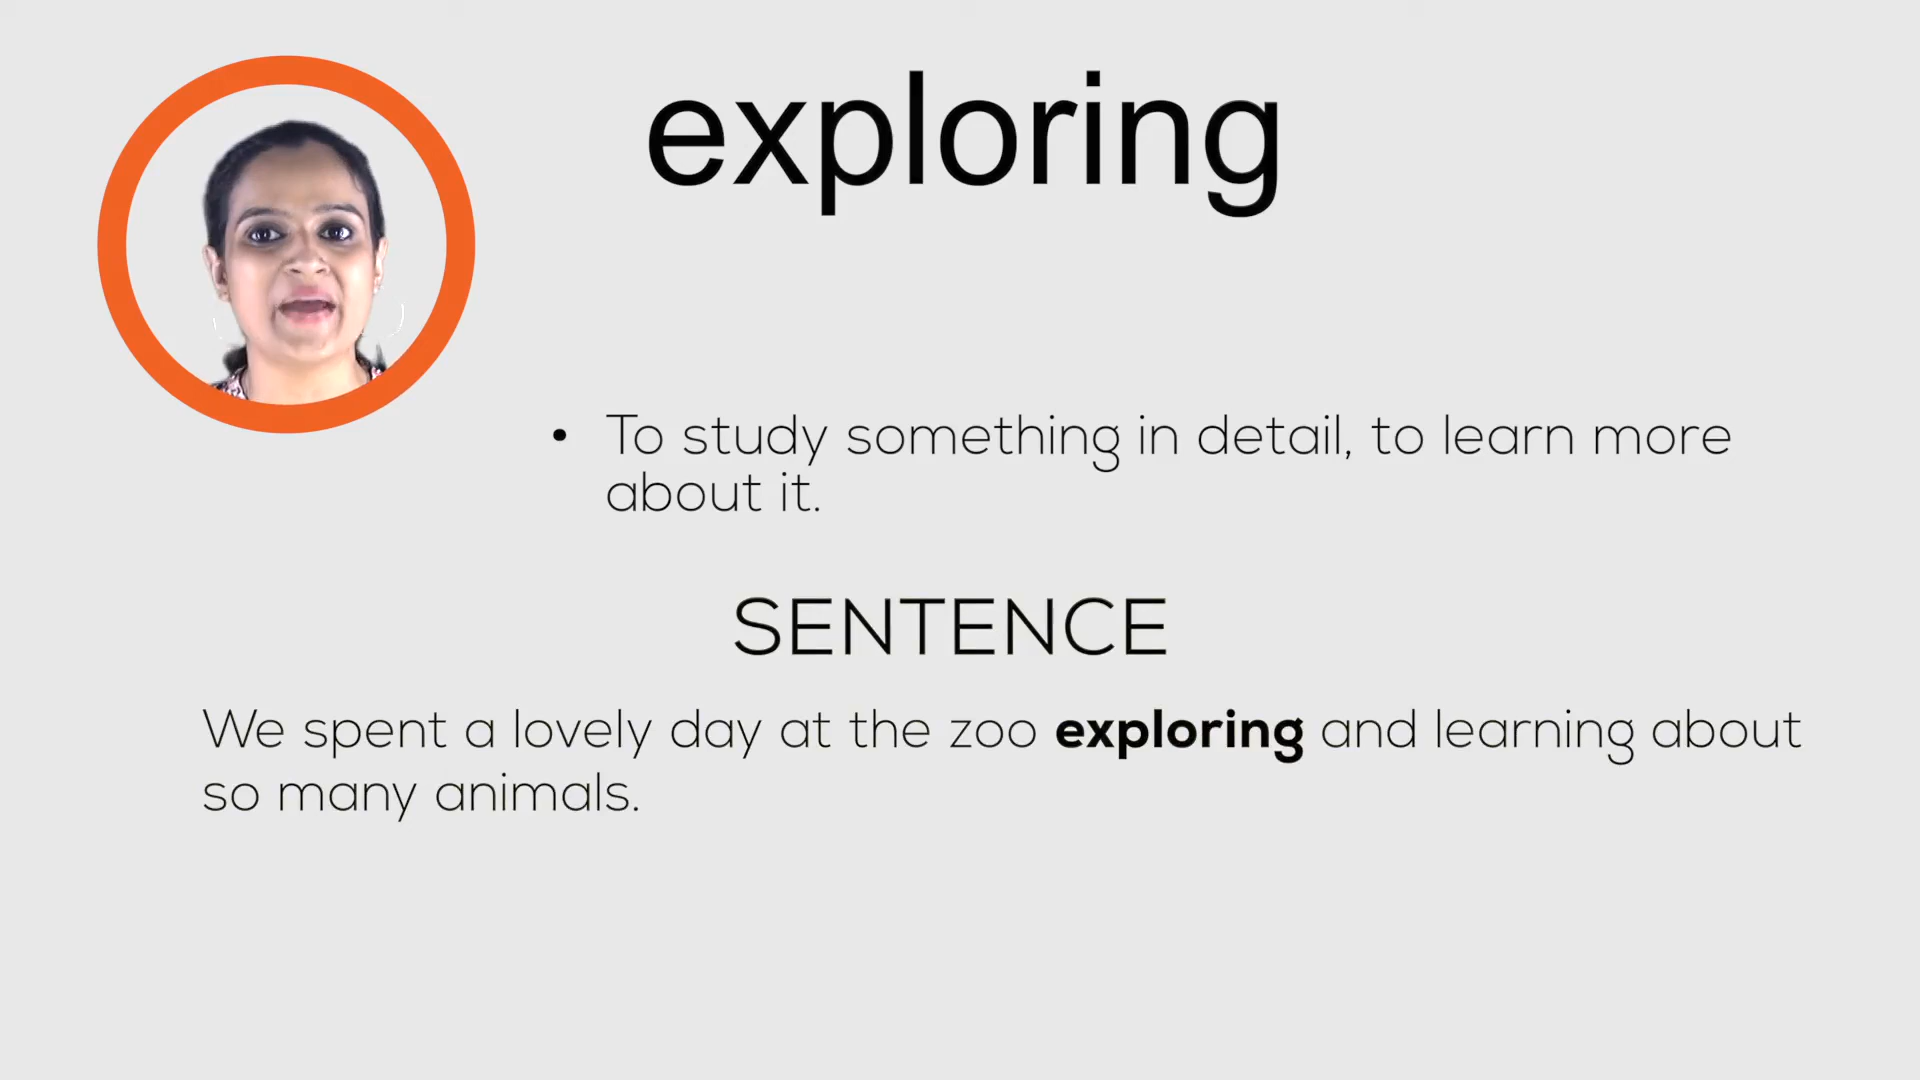 exploring
• To study something in detail, to learn more
about it.
SENTENCE
We spent a lovely day at the zoo exploring and learning about
so many animals.